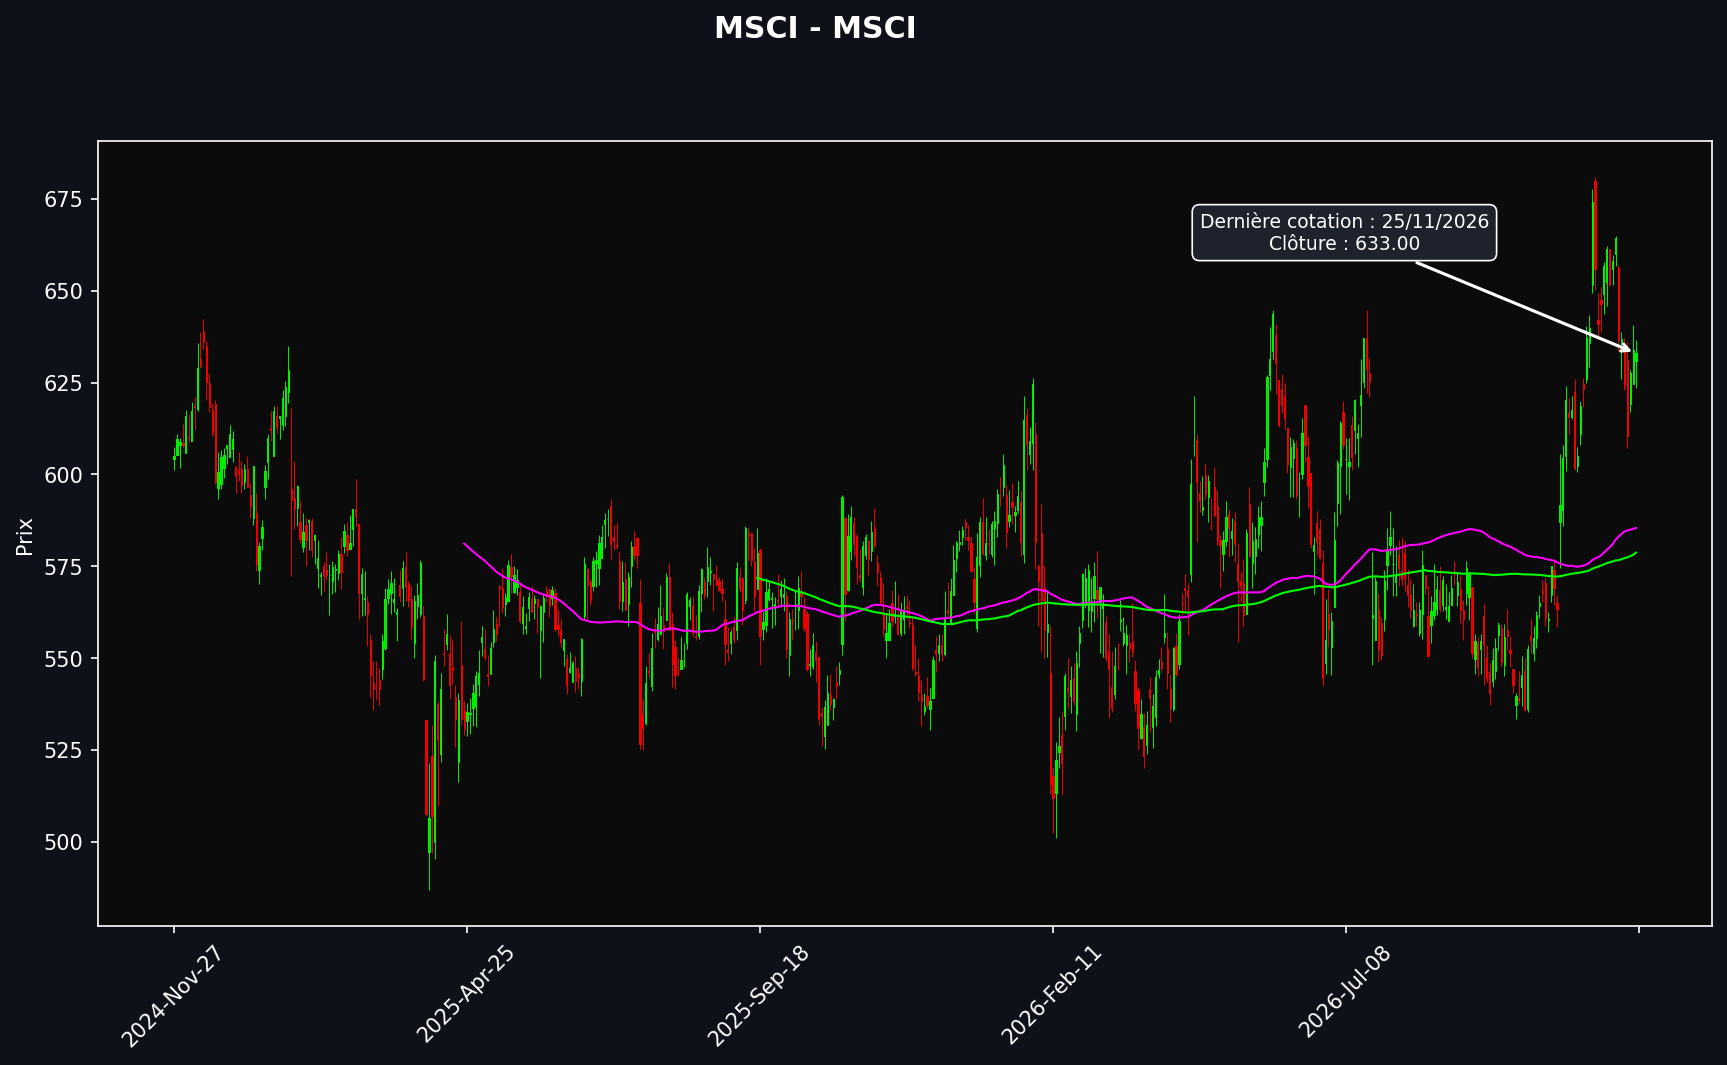 MSCI - MSCI
Dernière cotation : 25/11/2026
Clôture : 633.00
Prix
675
650
625
600
575
550
525
500
2024-Nov-27
2025-Apr-25
2025-Sep-18
2026-Feb-11
2026-Jul-08